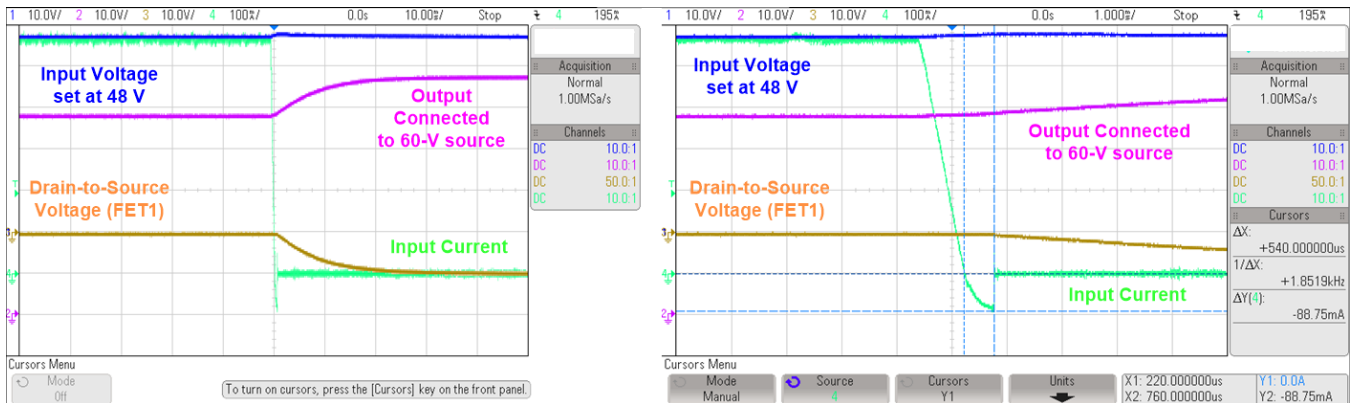 1 10.0V/ 2 10.0V/ 3 10.0V/ 4 100%/ 0.0s 10.00%/ Stop 4 195%
Input Voltage
set at 48 V
Output
Connected
to 60-V source
Drain-to-Source
Voltage (FET1)
Input Current
Acquisition
Normal
1.00MSa/s
Channels
DC 10.0:1
DC 10.0:1
DC 50.0:1
DC 10.0:1
Cursors Menu
Mode
Off
To turn on cursors, press the [Cursors] key on the front panel.
1 10.0V/ 2 10.0V/ 3 10.0V/ 4 100%/ 0.0s 1.000%/ Stop 4 195%
Input Voltage
set at 48 V
Output Connected
to 60-V source
Drain-to-Source
Voltage (FET1)
Input Current
Acquisition
Normal
1.00MSa/s
Channels
DC 10.0:1
DC 10.0:1
DC 50.0:1
DC 10.0:1
Cursors
ΔX:
+540.000000us
1/ΔX:
+1.8519kHz
ΔY(4):
-88.75mA
Cursors Menu
Mode
Manual
Source
4
Cursors
Y1
Units
X1: 220.000000us
X2: 760.000000us
Y1: 0.0A
Y2: -88.75mA